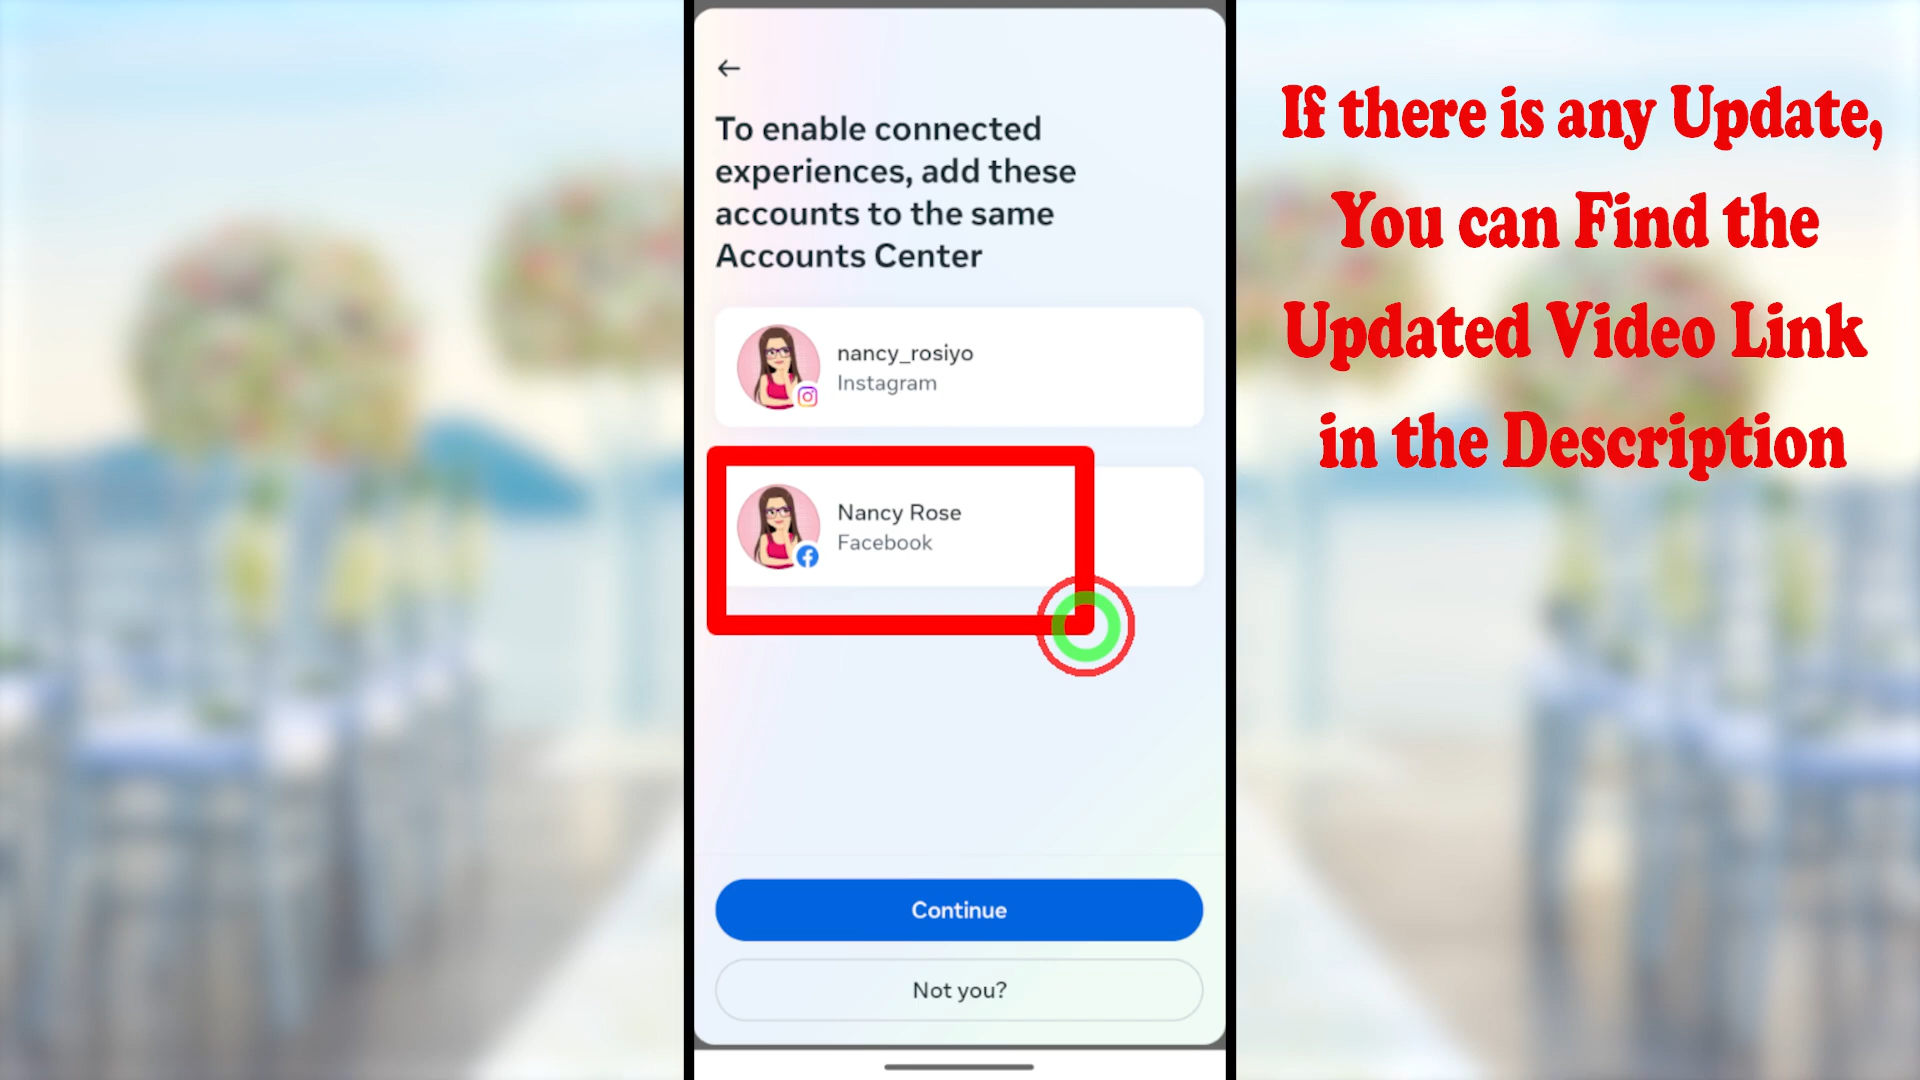 To enable connected
experiences, add these
accounts to the same
Accounts Center
nancy_rosiyo
Instagram
Nancy Rose
Facebook
Continue
Not you?
If there is any Update,
You can Find the
Updated Video Link
in the Description